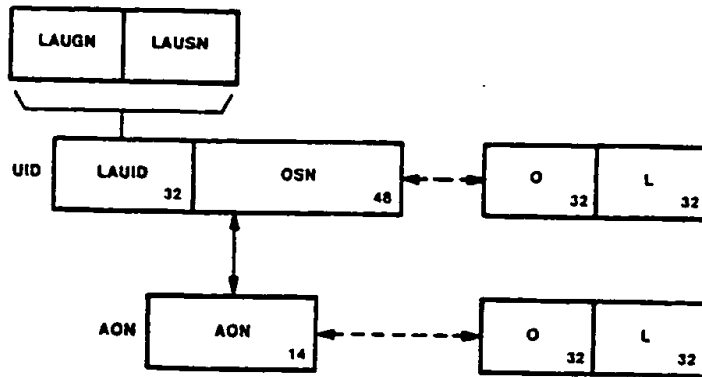 LAUGN LAUSN
UID LAUID 32 OSN 48 O 32 L 32
AON AON 14 O 32 L 32